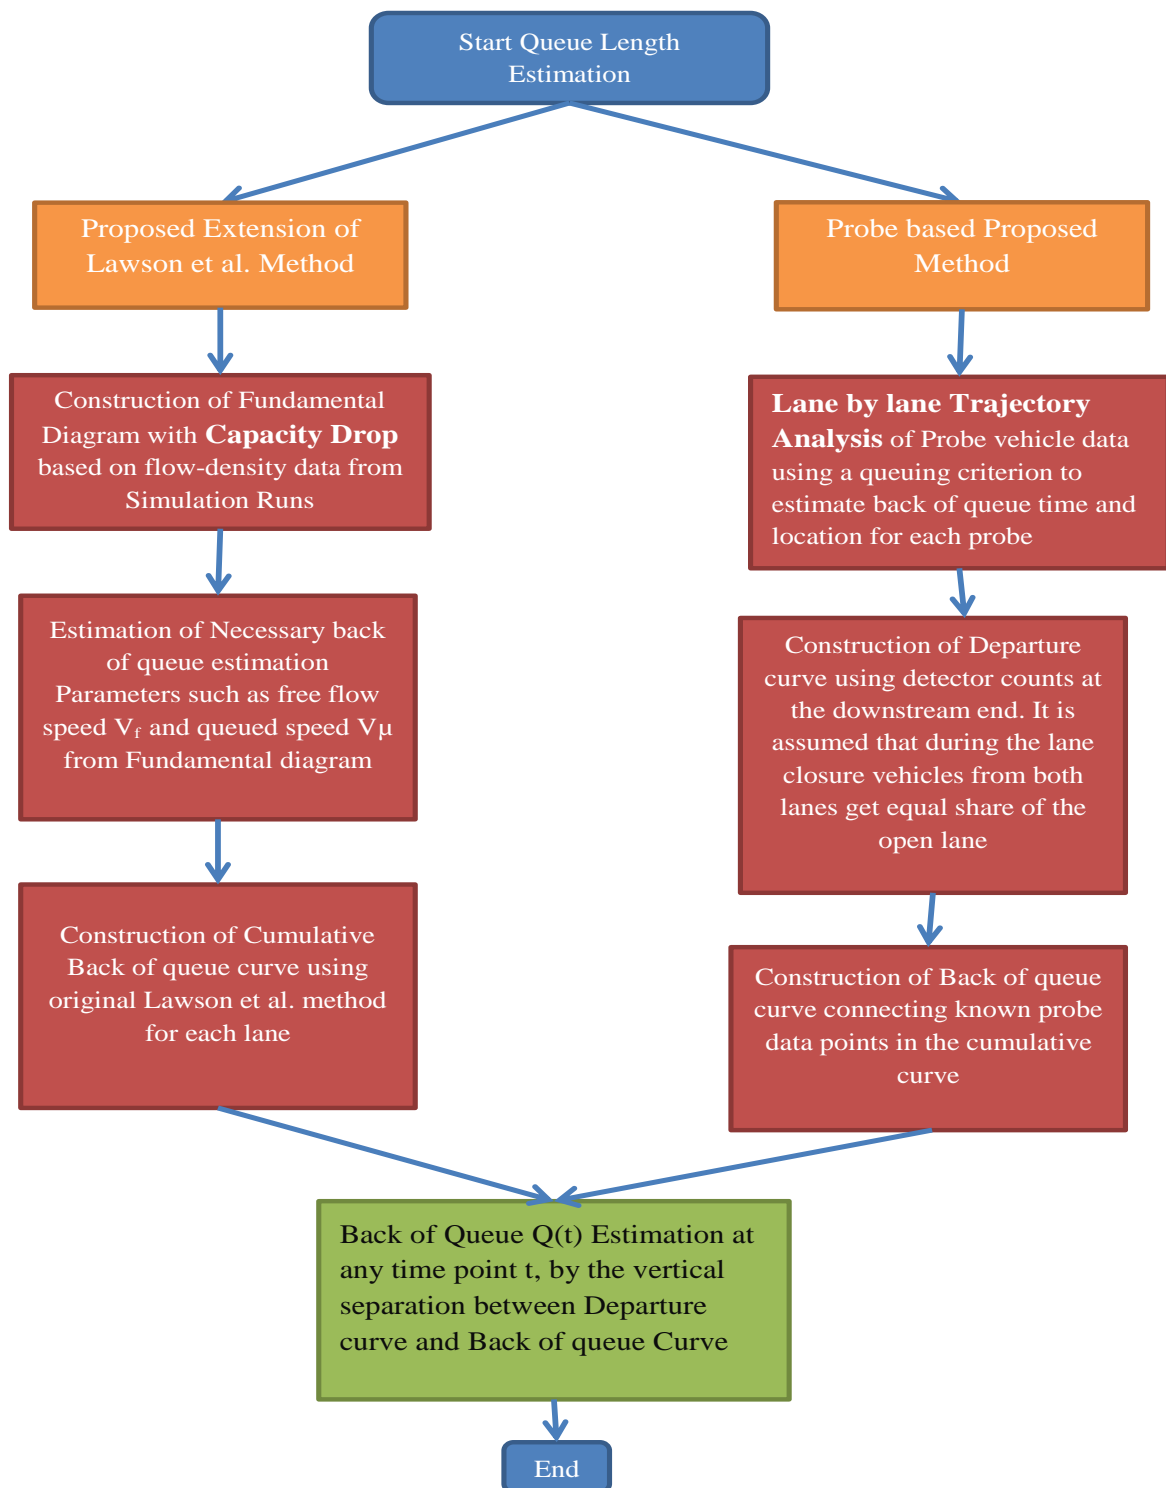 Start Queue Length
Estimation
Proposed Extension of
Lawson et al. Method
Probe based Proposed
Method
Construction of Fundamental
Diagram with Capacity Drop
based on flow-density data from
Simulation Runs
Lane by lane Trajectory
Analysis of Probe vehicle data
using a queuing criterion to
estimate back of queue time and
location for each probe
Estimation of Necessary back
of queue estimation
Parameters such as free flow
speed Vf and queued speed Vμ
from Fundamental diagram
Construction of Departure
curve using detector counts at
the downstream end. It is
assumed that during the lane
closure vehicles from both
lanes get equal share of the
open lane
Construction of Cumulative
Back of queue curve using
original Lawson et al. method
for each lane
Construction of Back of queue
curve connecting known probe
data points in the cumulative
curve
Back of Queue Q(t) Estimation at
any time point t, by the vertical
separation between Departure
curve and Back of queue Curve
End